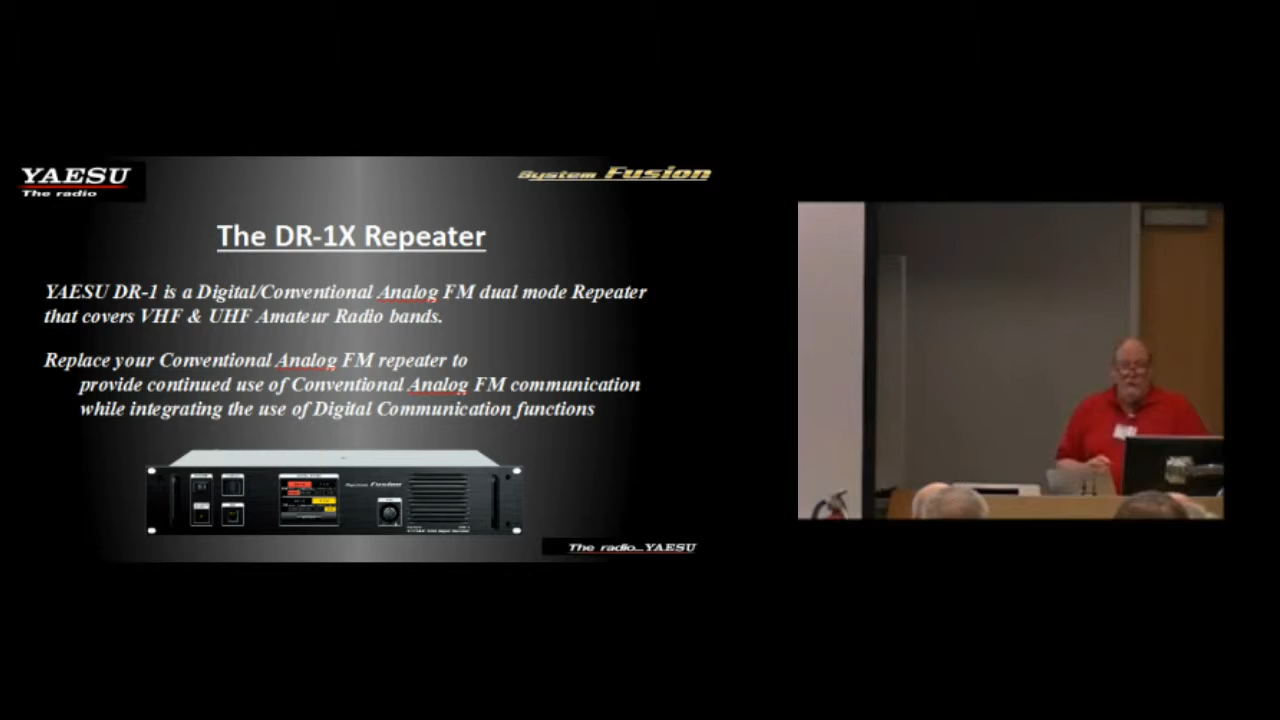 YAESU
The radio
System Fusion
The DR-1X Repeater
YAESU DR-1 is a Digital/Conventional Analog FM dual mode Repeater
that covers VHF & UHF Amateur Radio bands.
Replace your Conventional Analog FM repeater to
provide continued use of Conventional Analog FM communication
while integrating the use of Digital Communication functions
System Fusion
The radio...YAESU